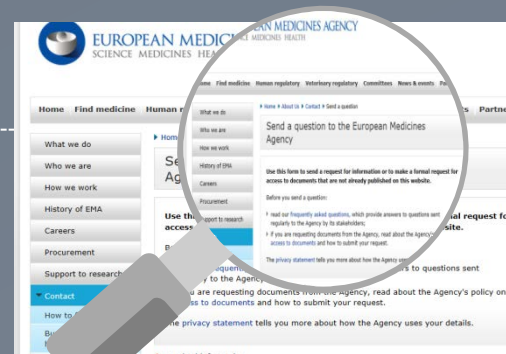 EUROPEAN MEDIC
SCIENCE MEDICINES HEA
EAN MEDICINES AGENCY
MEDICINES HEALTH
Home Find medicine Human r
Partne
Find medicine Human regulatory Veterinary regulatory Committees News & events
What we do
Who we are
How we work
History of EMA
Careers
Procurement
Support to research
Contact
How to
Home
Home About Us Contact Send a question
What we do
Who we are
How we work
History of EMA
Careers
Procurement
upport to research
Send a question to the European Medicines
Agency
Use this form to send a request for information or to make a formal request for
access to documents that are not already published on this website.
Before you send a question:
read our frequently asked questions, which provide answers to questions sent
regularly to the Agency by its stakeholders;
if you are requesting documents from the Agency, read about the Agency's
access to documents and how to submit your request.
The privacy statement tells you more about how the Agency uses
Se
Ag
Use th
access
mal request fo
site.
rs to questions sent
y to the Agency
are requesting documents from the Agency, read about the Agency's policy on
ss to documents and how to submit your request.
privacy statement tells you more about how the Agency uses your details.